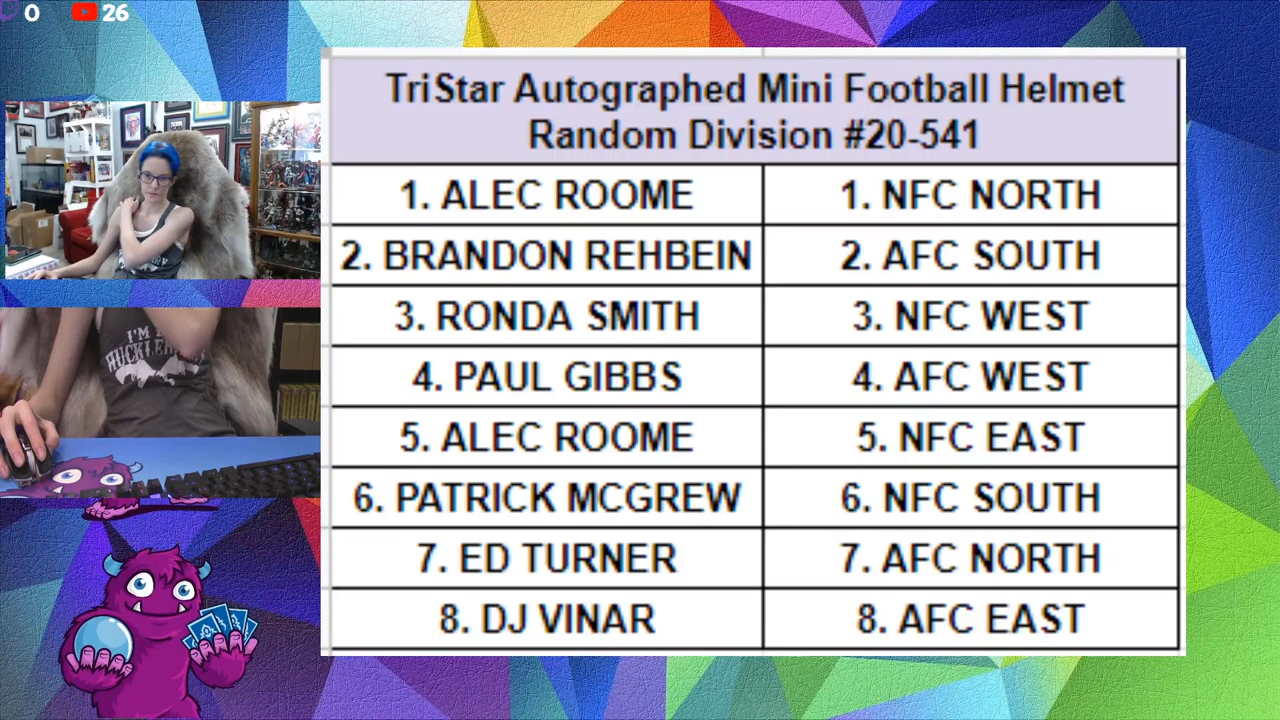 0 26
TriStar Autographed Mini Football Helmet
Random Division #20-541
1. ALEC ROOME 1. NFC NORTH
2. BRANDON REHBEIN 2. AFC SOUTH
3. RONDA SMITH 3. NFC WEST
4. PAUL GIBBS 4. AFC WEST
5. ALEC ROOME 5. NFC EAST
6. PATRICK MCGREW 6. NFC SOUTH
7. ED TURNER 7. AFC NORTH
8. DJ VINAR 8. AFC EAST
I'M